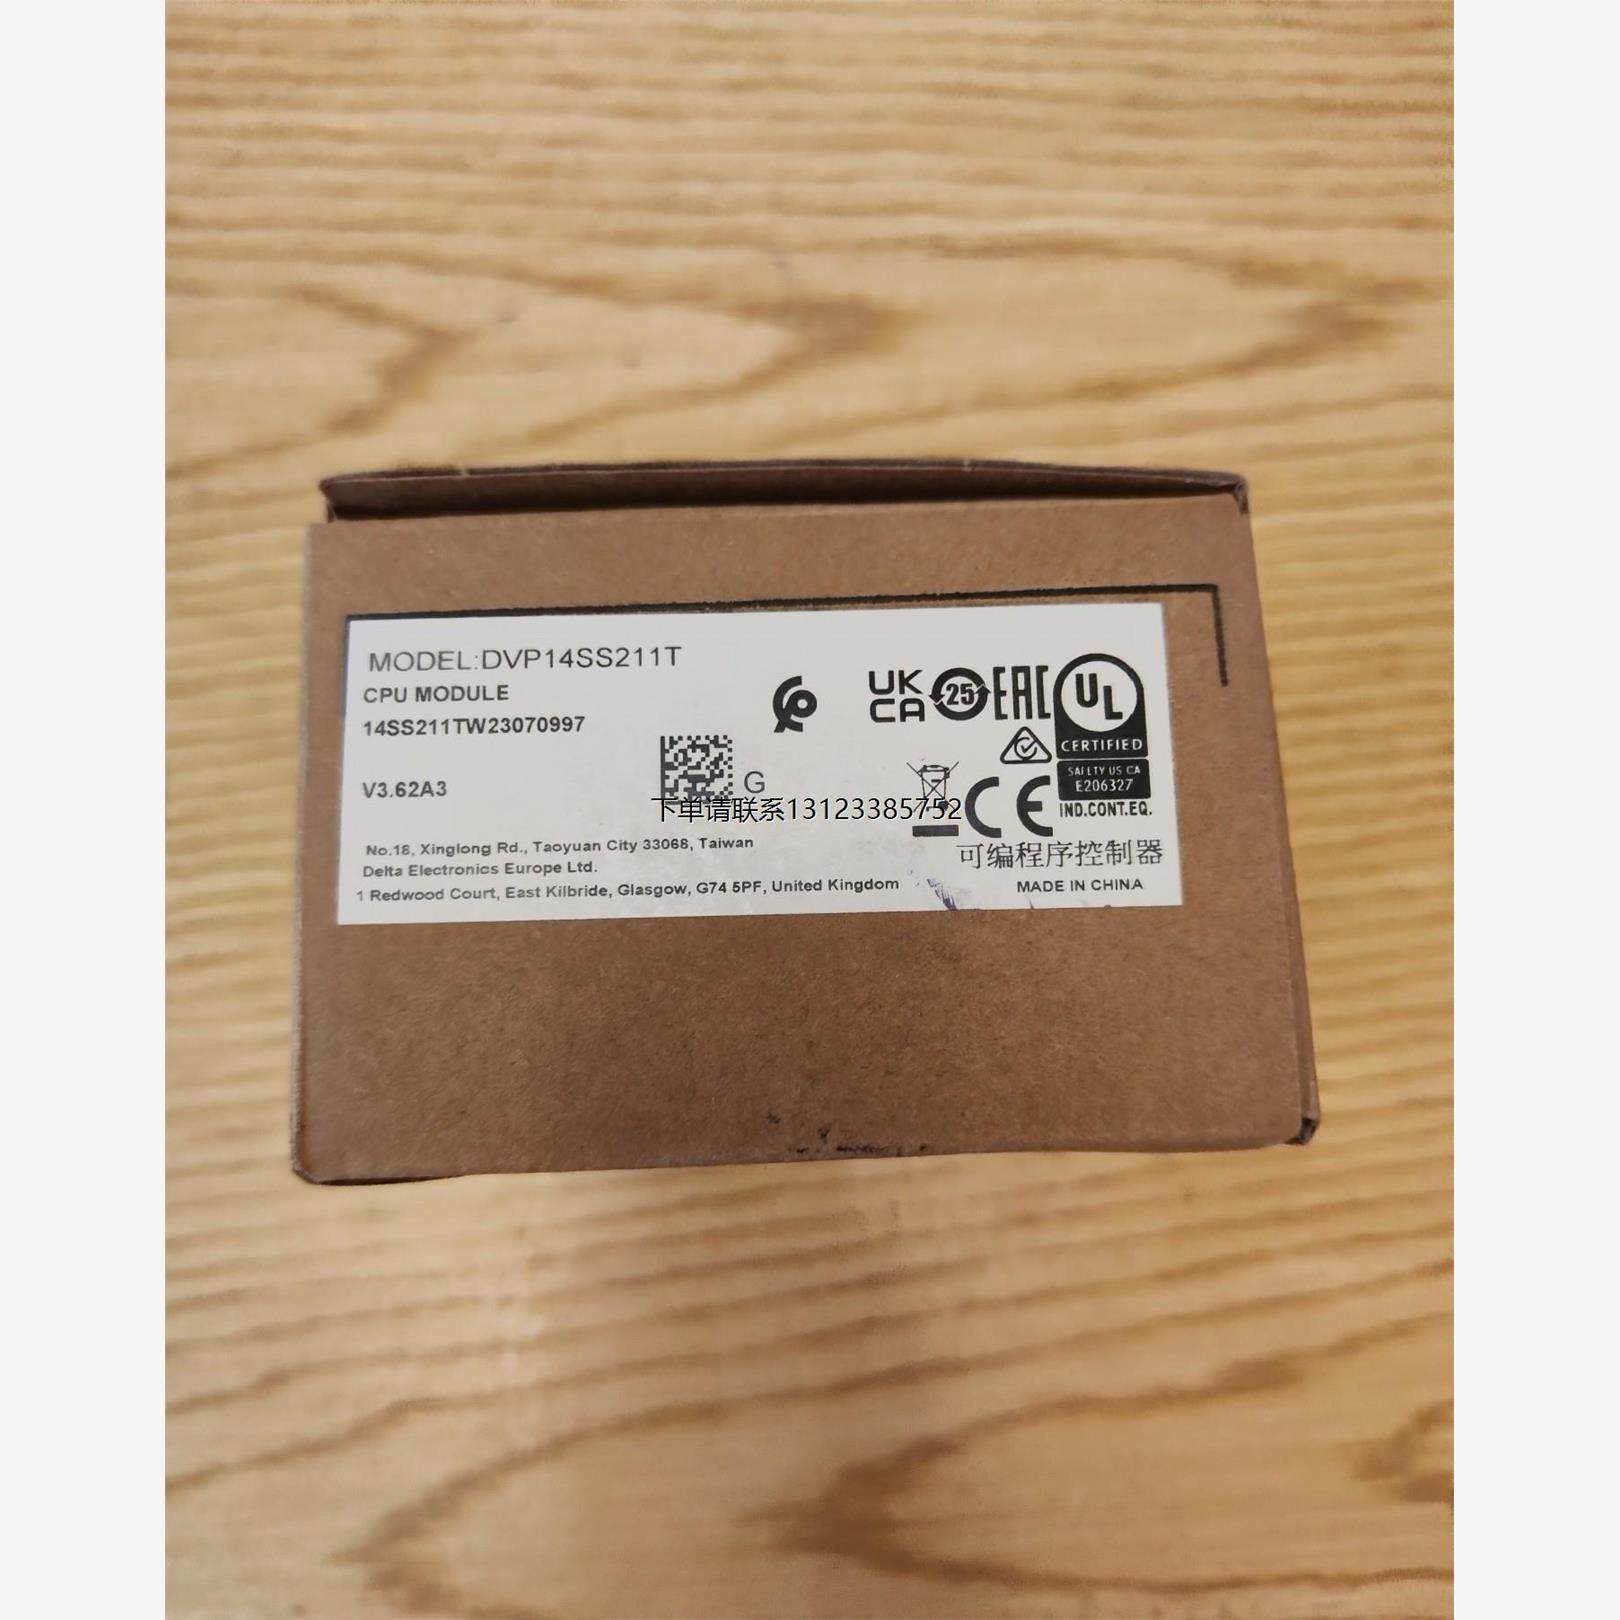 MODEL:DVP14SS211T
CPU MODULE
14SS211TW23070997
V3.62A3
G
UK
CA
25
EAC
UL
CERTIFIED
SAFETY US CA
E206327
IND.CONT.EQ.
CE
下单请联系13123385752
No.18, Xinglong Rd., Taoyuan City 33068, Taiwan
Delta Electronics Europe Ltd.
1 Redwood Court, East Kilbride, Glasgow, G74 5PF, United Kingdom
可编程序控制器
MADE IN CHINA